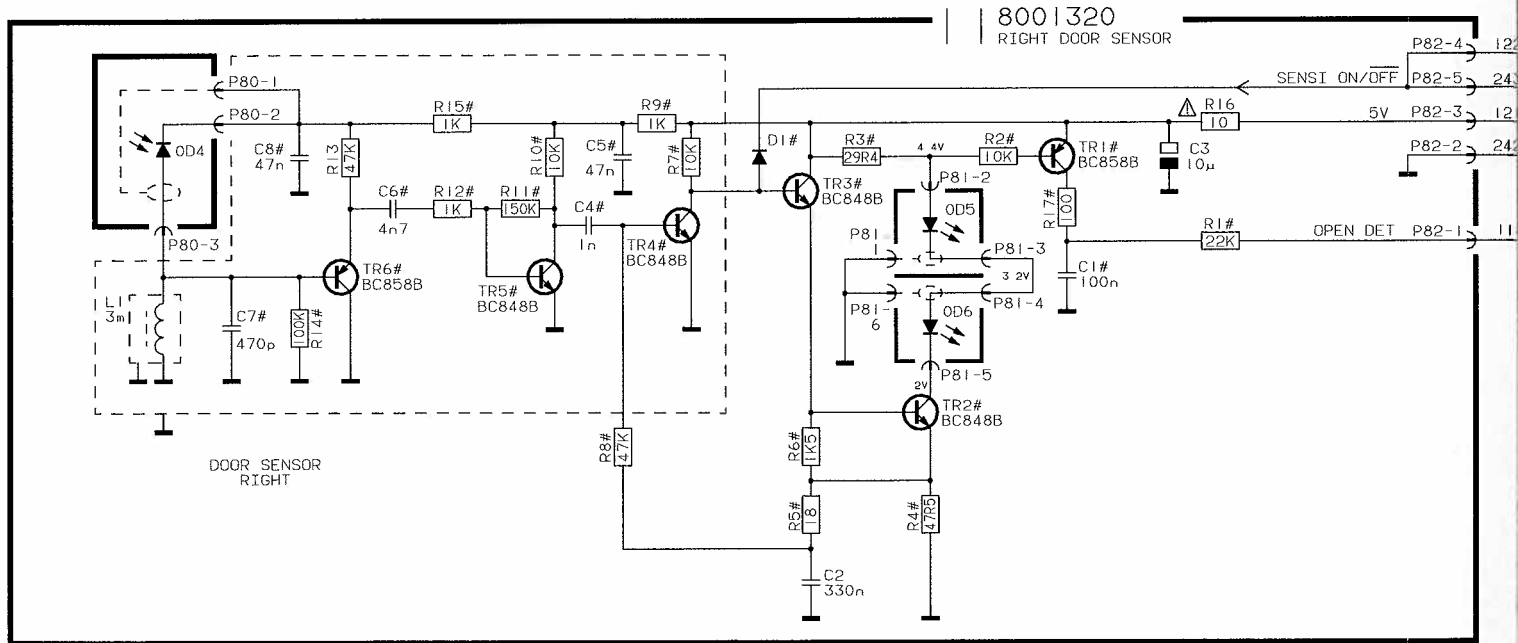 8001320
RIGHT DOOR SENSOR
P82-4 122
SENSI ON/OFF P82-5 243
5V P82-3 12
P82-2 242
OPEN DET P82-1 11
P80-1
P80-2
P80-3
OD4
C8#
47n
R13
47K
R15#
1K
R9#
1K
R10#
10K
C5#
47n
R7#
10K
D1#
C6#
4n7
R12#
1K
R11#
150K
C4#
1n
TR4#
BC848B
TR3#
BC848B
R3#
29R4
4 4V
R2#
10K
TR1#
BC858B
⚠ R16
10
C3
10µ
P81-2
OD5
P81
1
P81-3
3 2V
P81-4
P81-
6
OD6
P81-5
2V
R17#
100
C1#
100n
R1#
22K
TR6#
BC858B
TR5#
BC848B
L1
3m
C7#
470p
100K
R14#
TR2#
BC848B
R8#
47K
R6#
1K5
R5#
18
R4#
47R5
C2
330n
DOOR SENSOR
RIGHT